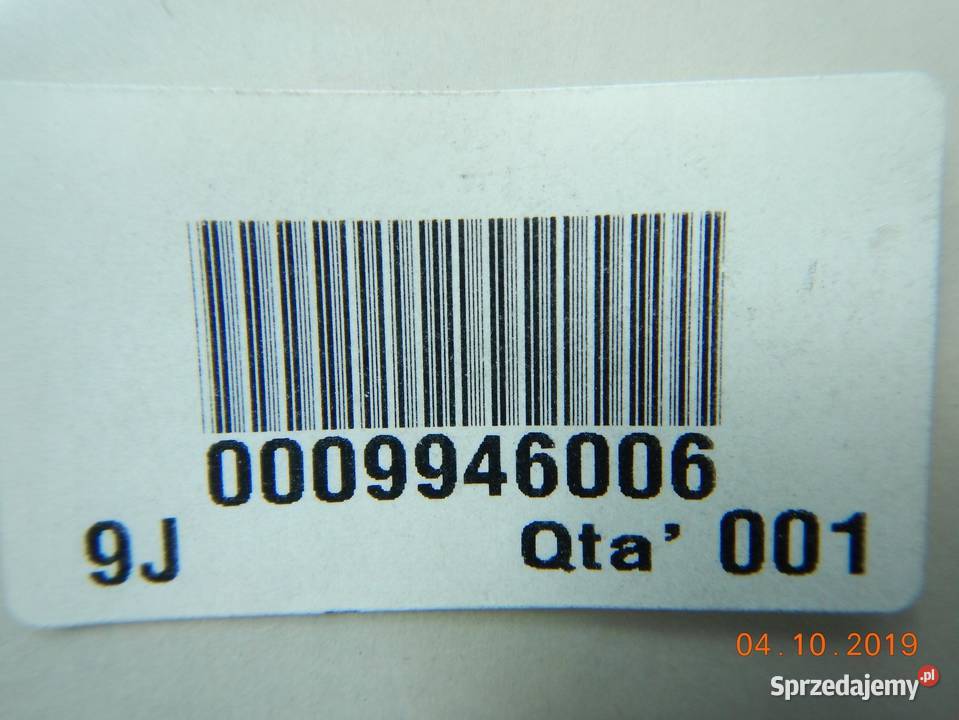 0009946006
9J Qta' 001
04.10.2019
Sprzedajemy.pl